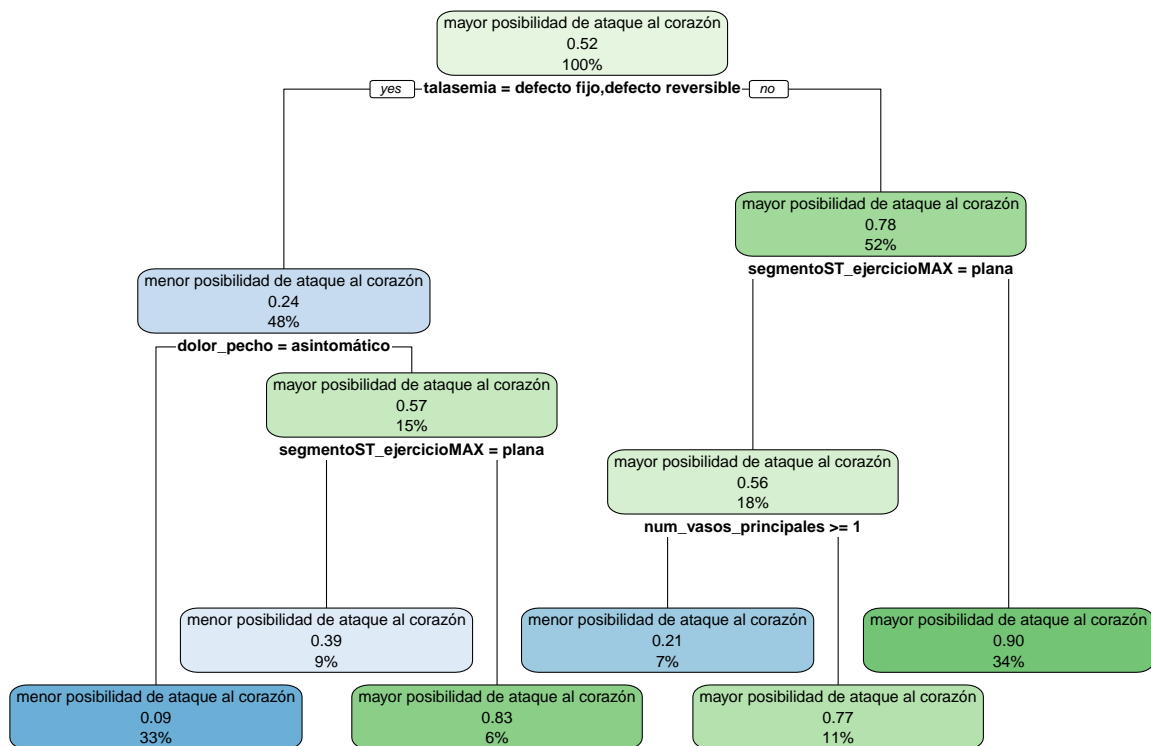 mayor posibilidad de ataque al corazón
0.52
100%
yes
talasemia = defecto fijo,defecto reversible
no
mayor posibilidad de ataque al corazón
0.78
52%
segmentoST_ejercicioMAX = plana
menor posibilidad de ataque al corazón
0.24
48%
dolor_pecho = asintomático
mayor posibilidad de ataque al corazón
0.57
15%
segmentoST_ejercicioMAX = plana
mayor posibilidad de ataque al corazón
0.56
18%
num_vasos_principales >= 1
menor posibilidad de ataque al corazón
0.39
9%
menor posibilidad de ataque al corazón
0.21
7%
mayor posibilidad de ataque al corazón
0.90
34%
menor posibilidad de ataque al corazón
0.09
33%
mayor posibilidad de ataque al corazón
0.83
6%
mayor posibilidad de ataque al corazón
0.77
11%